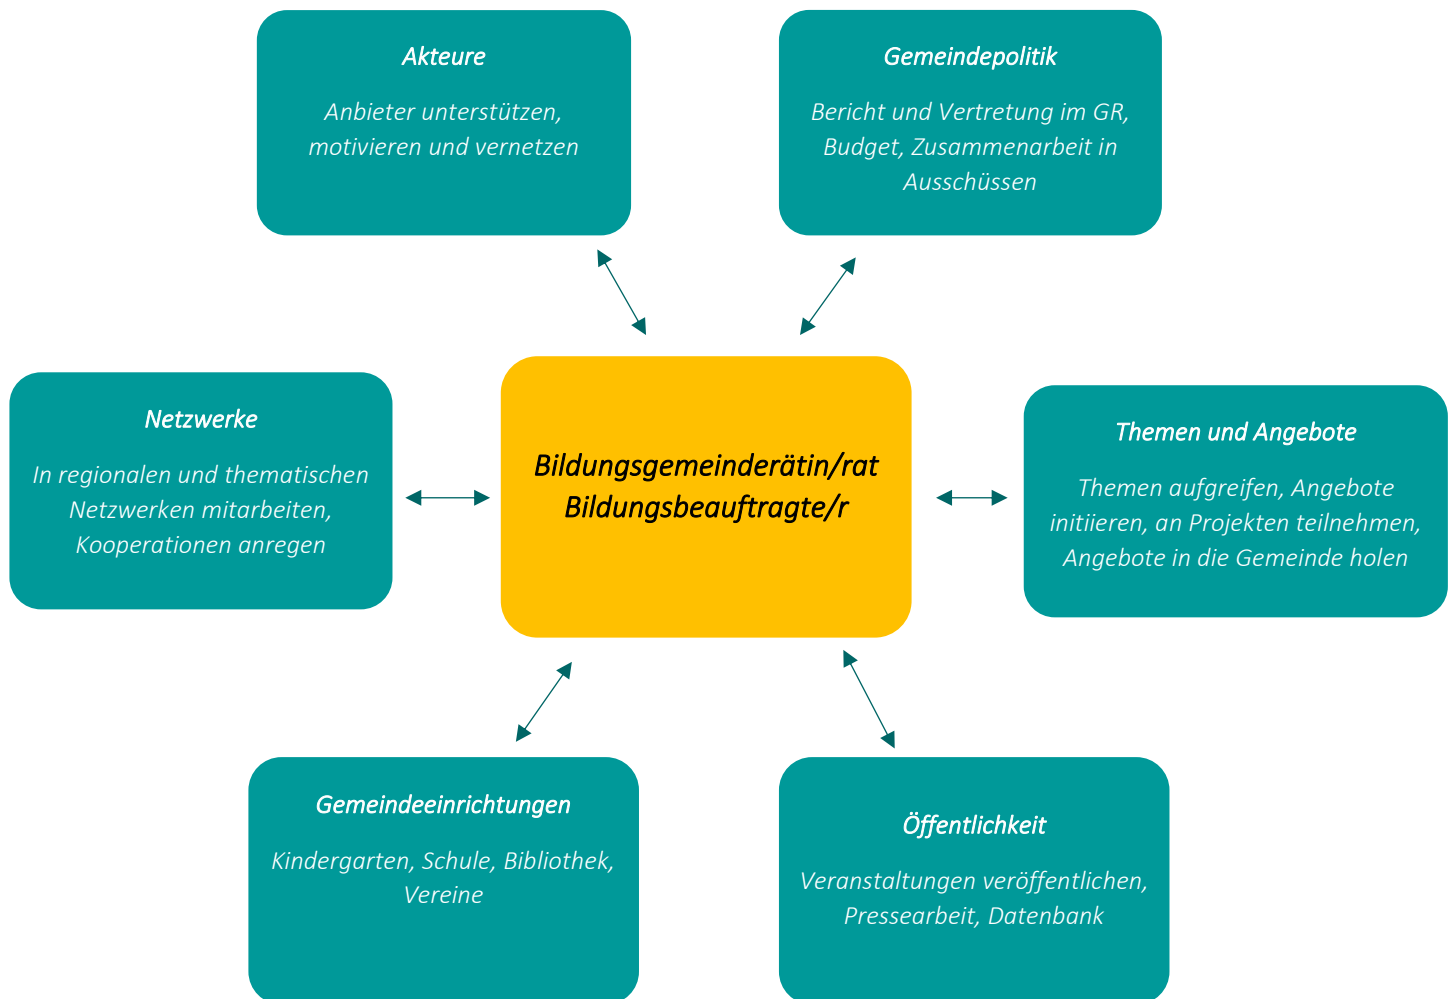 Akteure
Anbieter unterstützen,
motivieren und vernetzen
Gemeindepolitik
Bericht und Vertretung im GR,
Budget, Zusammenarbeit in
Ausschüssen
Netzwerke
In regionalen und thematischen
Netzwerken mitarbeiten,
Kooperationen anregen
Bildungsgemeinderätin/rat
Bildungsbeauftragte/r
Themen und Angebote
Themen aufgreifen, Angebote
initiieren, an Projekten teilnehmen,
Angebote in die Gemeinde holen
Gemeindeeinrichtungen
Kindergarten, Schule, Bibliothek,
Vereine
Öffentlichkeit
Veranstaltungen veröffentlichen,
Pressearbeit, Datenbank